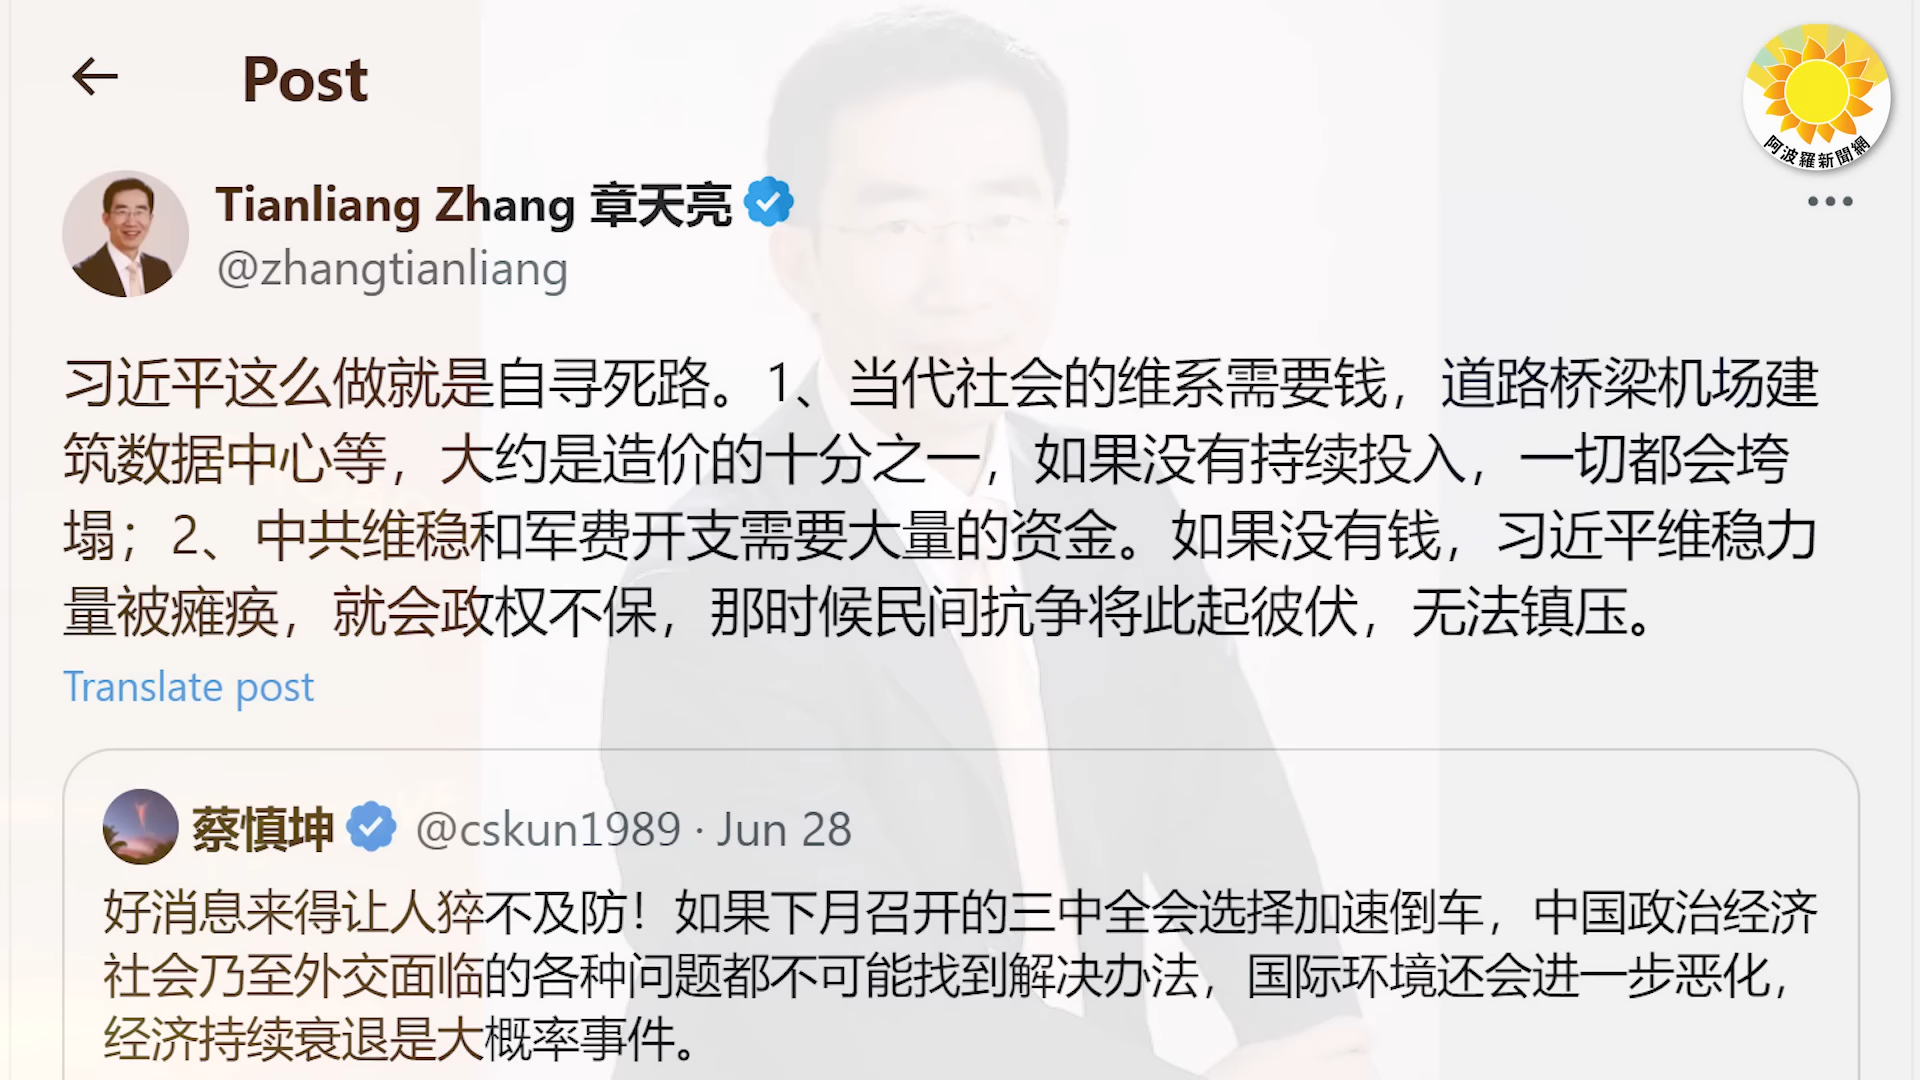 Post
阿波羅新聞網
Tianliang Zhang 章天亮
@zhangtianliang
习近平这么做就是自寻死路。1、当代社会的维系需要钱，道路桥梁机场建
筑数据中心等，大约是造价的十分之一，如果没有持续投入，一切都会垮
塌；2、中共维稳和军费开支需要大量的资金。如果没有钱，习近平维稳力
量被瘫痪，就会政权不保，那时候民间抗争将此起彼伏，无法镇压。
Translate post
蔡慎坤 @cskun1989 · Jun 28
好消息来得让人猝不及防！如果下月召开的三中全会选择加速倒车，中国政治经济
社会乃至外交面临的各种问题都不可能找到解决办法，国际环境还会进一步恶化，
经济持续衰退是大概率事件。